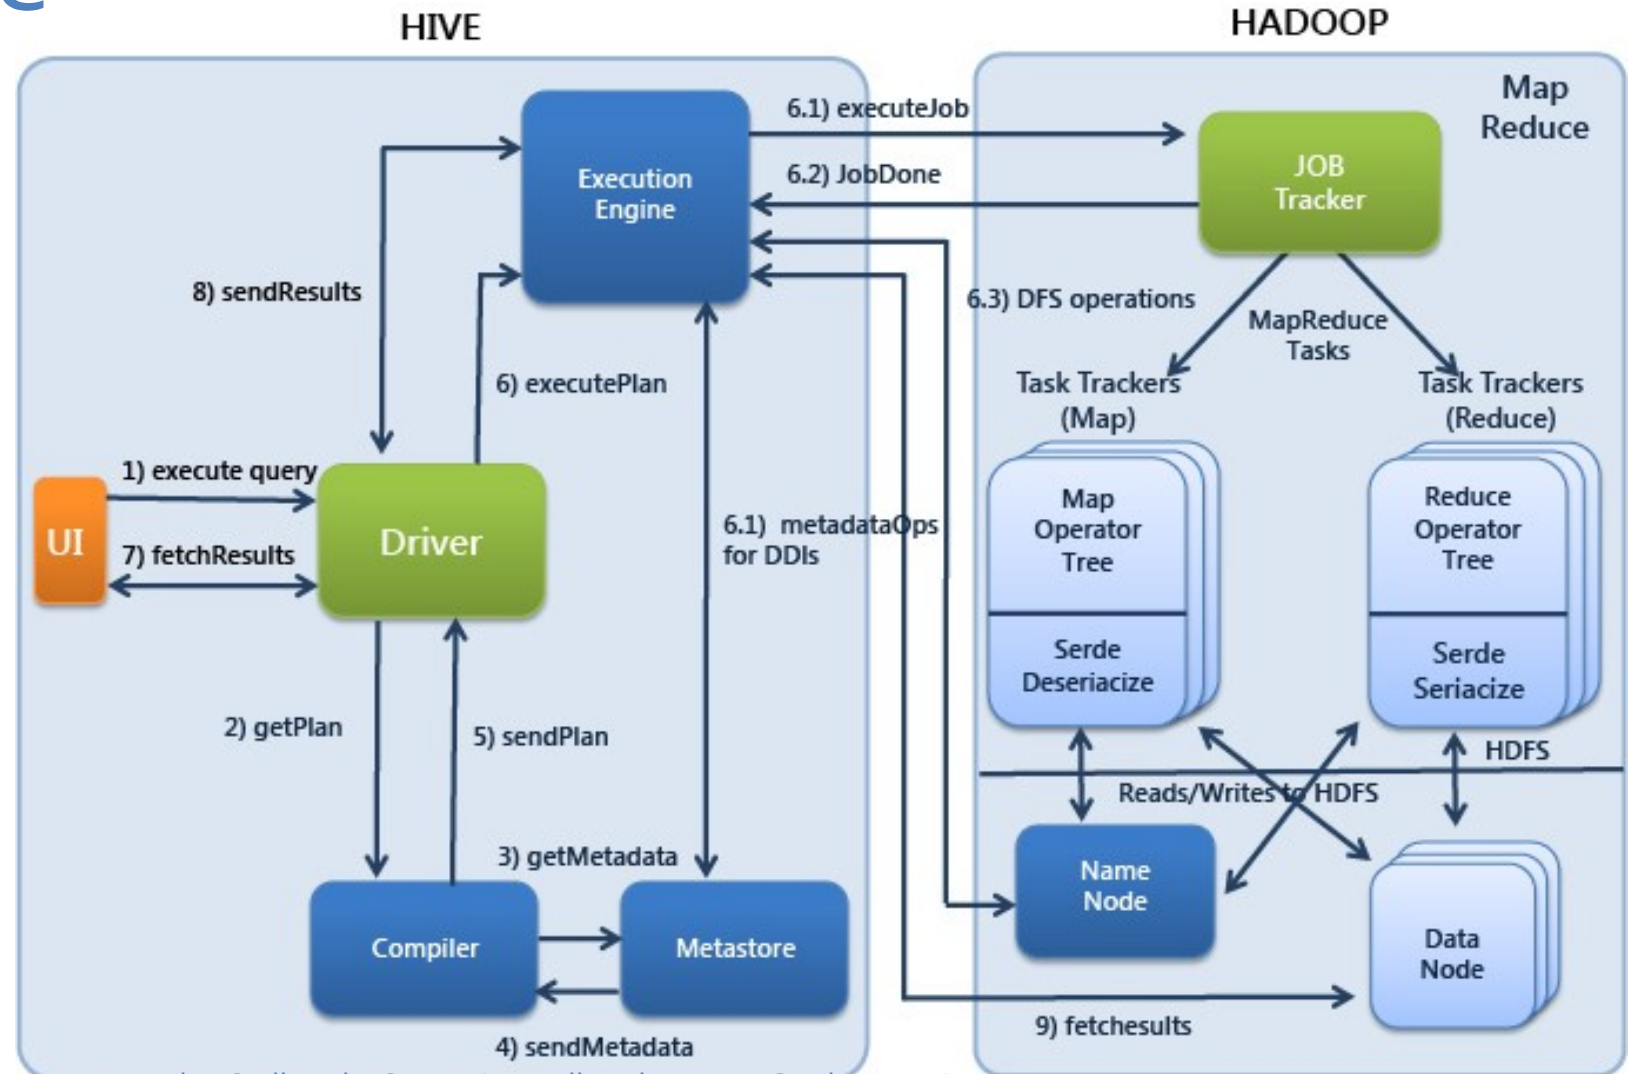 HIVE
HADOOP
Map
Reduce
6.1) executeJob
6.2) JobDone
Execution
Engine
JOB
Tracker
8) sendResults
6.3) DFS operations
MapReduce
Tasks
6) executePlan
Task Trackers
(Map)
Task Trackers
(Reduce)
1) execute query
UI
Driver
7) fetchResults
6.1) metadataOps
for DDIs
Map
Operator
Tree
Serde
Deseriacize
Reduce
Operator
Tree
Serde
Seriacize
2) getPlan
5) sendPlan
HDFS
Reads/Writes to HDFS
3) getMetadata
Name
Node
Compiler
Metastore
Data
Node
9) fetchesults
4) sendMetadata